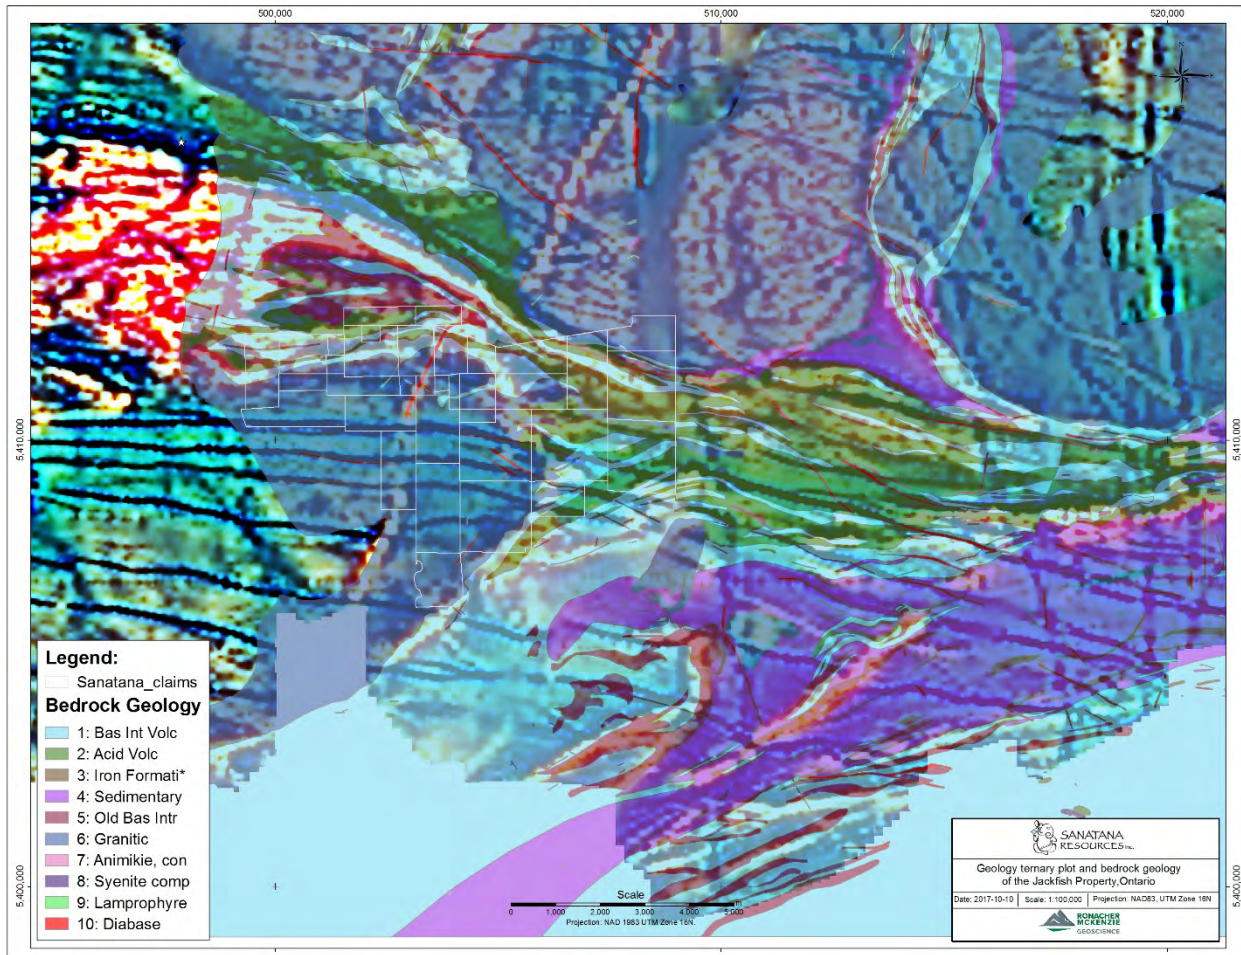 500,000
510,000
520,000
N
5,410,000
5,410,000
Legend:
Sanatana_claims
Bedrock Geology
1: Bas Int Volc
2: Acid Volc
3: Iron Formati*
4: Sedimentary
5: Old Bas Intr
6: Granitic
7: Animikie, con
8: Syenite comp
9: Lamprophyre
10: Diabase
5,400,000
5,400,000
Scale
0 1,000 2,000 3,000 4,000 5,000
m
Projection: NAD 1983 UTM Zone 16N.
SANATANA
RESOURCES INC.
Geology ternary plot and bedrock geology
of the Jackfish Property,Ontario
Date: 2017-10-10 Scale: 1:100,000 Projection: NAD83, UTM Zone 16N
RONACHER
MCKENZIE
GEOSCIENCE